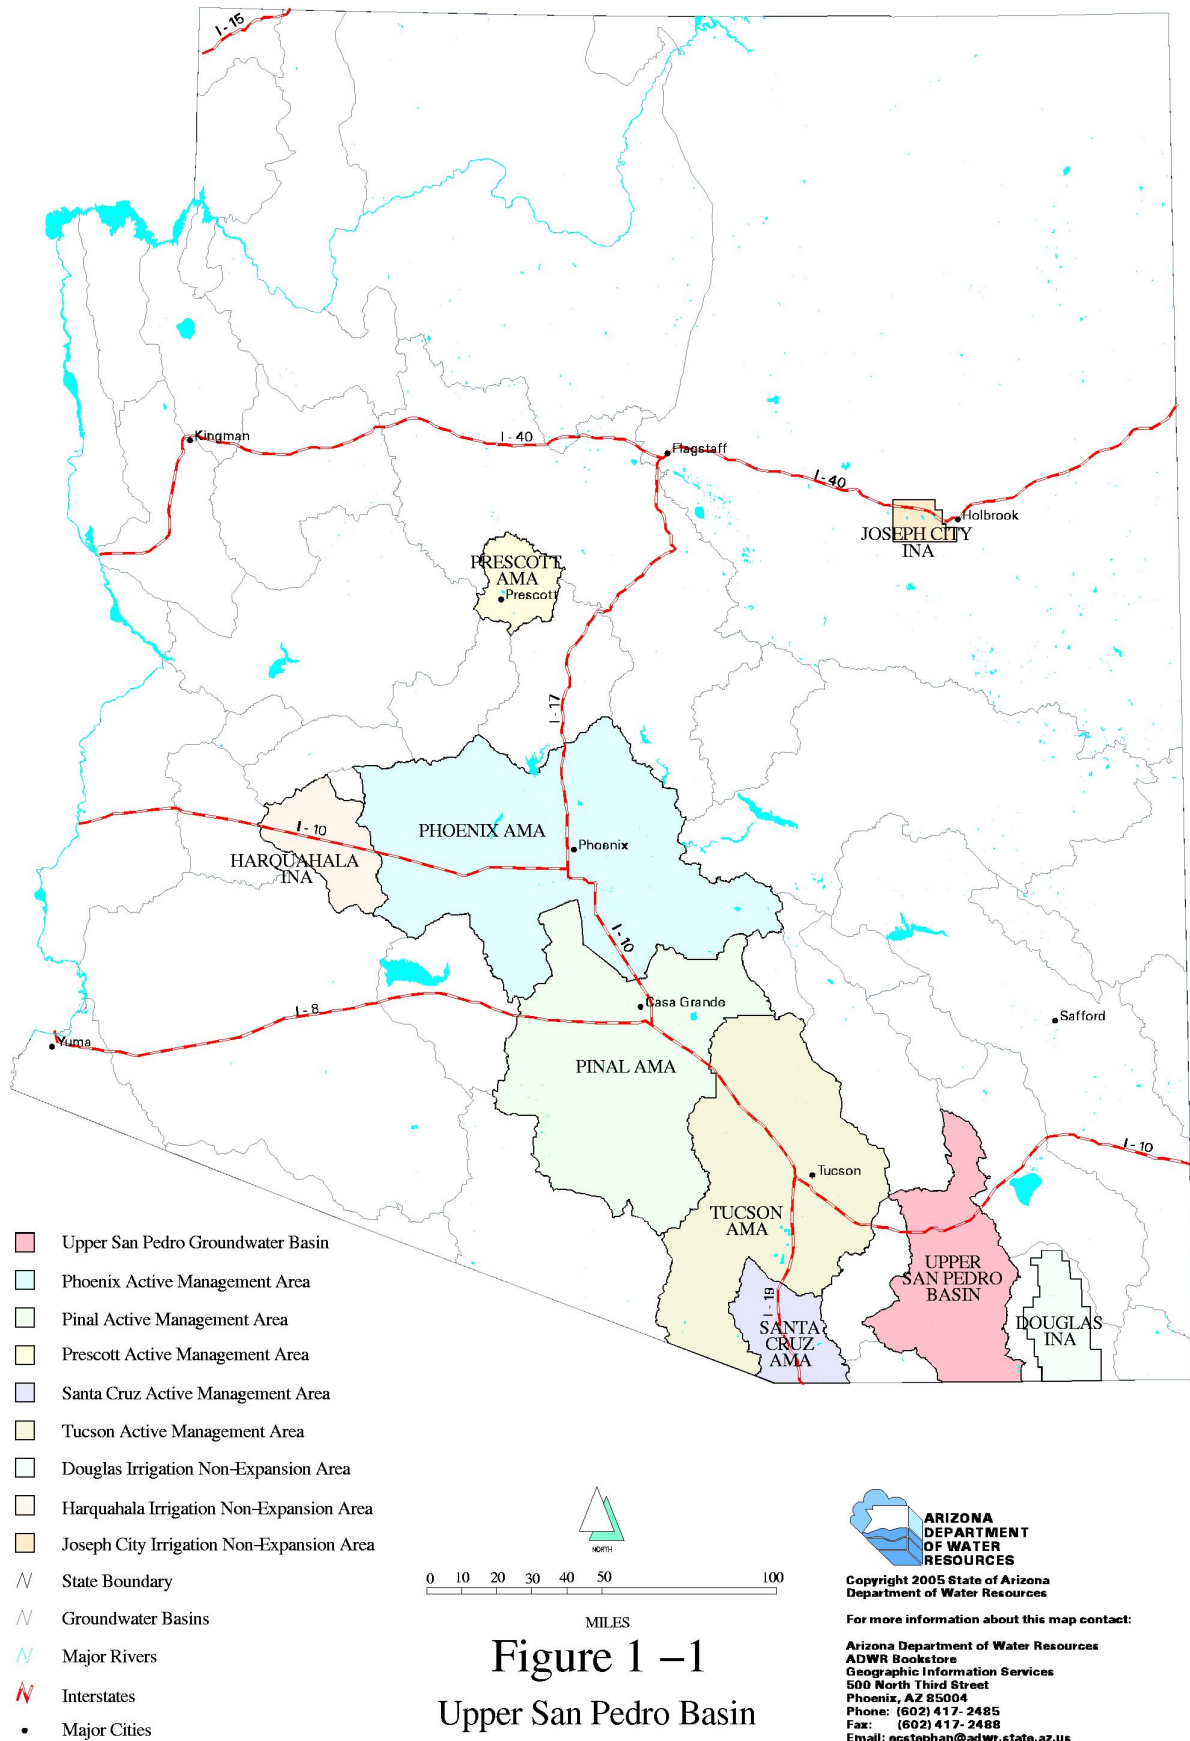 I-15
Kingman
I-40
Flagstaff
I-40
Holbrook
JOSEPH CITY
INA
PRESCOTT
AMA
Prescott
I-17
I-10
PHOENIX AMA
Phoenix
HARQUAHALA
INA
I-10
I-8
Casa Grande
Safford
Yuma
PINAL AMA
I-10
Tucson
TUCSON
AMA
UPPER
SAN PEDRO
BASIN
I-19
SANTA
CRUZ
AMA
DOUGLAS
INA
Upper San Pedro Groundwater Basin
Phoenix Active Management Area
Pinal Active Management Area
Prescott Active Management Area
Santa Cruz Active Management Area
Tucson Active Management Area
Douglas Irrigation Non-Expansion Area
Harquahala Irrigation Non-Expansion Area
Joseph City Irrigation Non-Expansion Area
State Boundary
Groundwater Basins
Major Rivers
Interstates
Major Cities
NORTH
0 10 20 30 40 50 100
MILES
Figure 1-1
Upper San Pedro Basin
ARIZONA
DEPARTMENT
OF WATER
RESOURCES
Copyright 2005 State of Arizona
Department of Water Resources
For more information about this map contact:
Arizona Department of Water Resources
ADWR Bookstore
Geographic Information Services
500 North Third Street
Phoenix, AZ 85004
Phone: (602) 417-2485
Fax: (602) 417-2488
Email: ecstephan@adwr.state.az.us